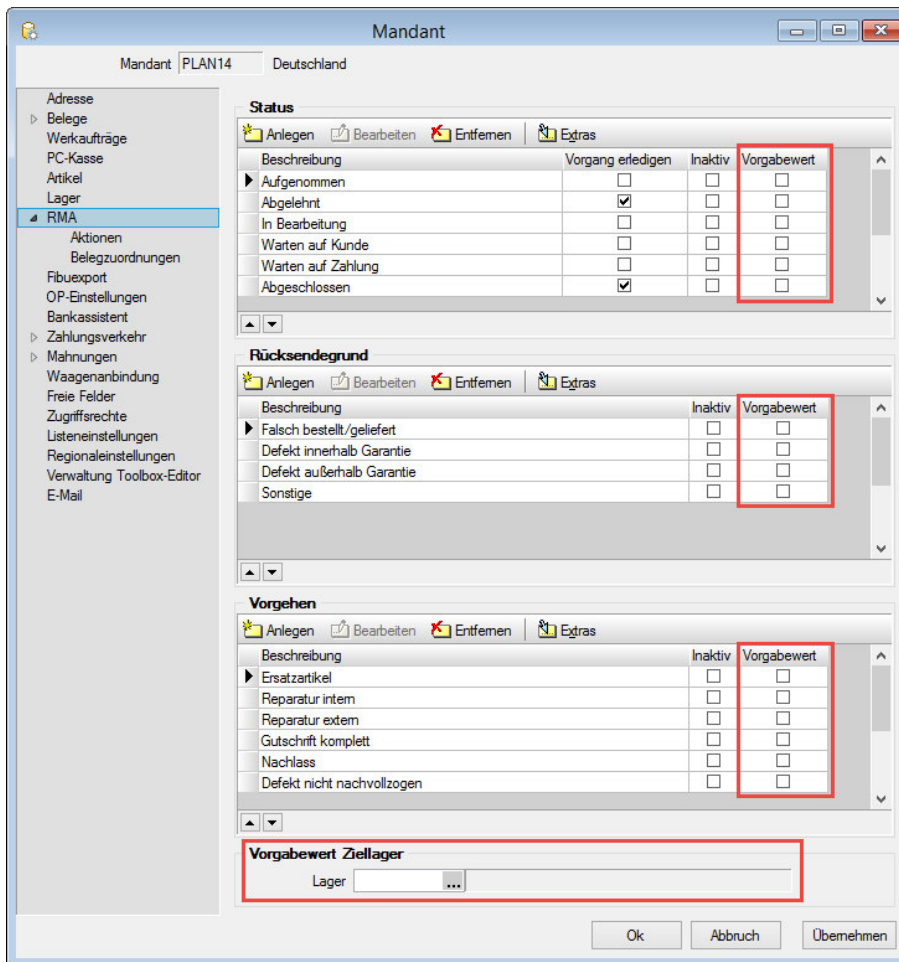 Mandant
Mandant PLAN14 Deutschland
Adresse
Belege
Werkaufträge
PC-Kasse
Artikel
Lager
RMA
Aktionen
Belegzuordnungen
Fibuexport
OP-Einstellungen
Bankassistent
Zahlungsverkehr
Mahnungen
Waagenanbindung
Freie Felder
Zugriffsrechte
Listeneinstellungen
Regionaleinstellungen
Verwaltung Toolbox-Editor
E-Mail
Status
Anlegen Bearbeiten Entfernen Extras
Beschreibung Vorgang erledigen Inaktiv Vorgabewert
Aufgenommen
Abgelehnt
In Bearbeitung
Warten auf Kunde
Warten auf Zahlung
Abgeschlossen
Rücksendegrund
Anlegen Bearbeiten Entfernen Extras
Beschreibung Inaktiv Vorgabewert
Falsch bestellt/geliefert
Defekt innerhalb Garantie
Defekt außerhalb Garantie
Sonstige
Vorgehen
Anlegen Bearbeiten Entfernen Extras
Beschreibung Inaktiv Vorgabewert
Ersatzartikel
Reparatur intern
Reparatur extern
Gutschrift komplett
Nachlass
Defekt nicht nachvollzogen
Vorgabewert Ziellager
Lager ...
Ok Abbruch Übernehmen